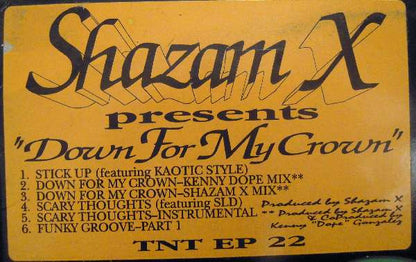 Shazam X
presents
"Down For My Crown"
1. STICK UP (featuring KAOTIC STYLE)
2. DOWN FOR MY CROWN–KENNY DOPE MIX**
3. DOWN FOR MY CROWN–SHAZAM X MIX**
4. SCARY THOUGHTS (featuring SLD)
5. SCARY THOUGHTS–INSTRUMENTAL
6. FUNKY GROOVE–PART 1
Produced by Shazam X
** Produced by Shazam X
& CoProduced by
Kenny "Dope" Gonzalez
TNT EP 22